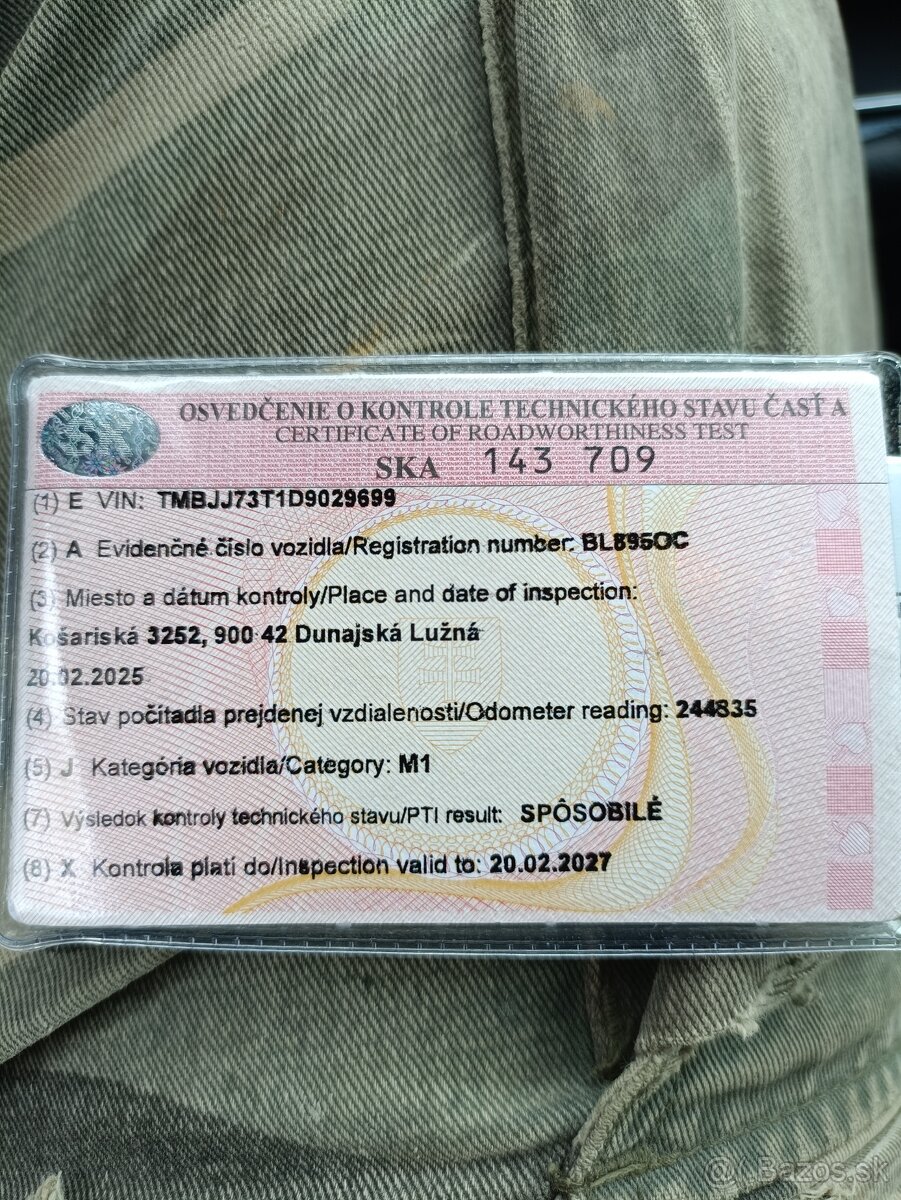 OSVEDČENIE O KONTROLE TECHNICKÉHO STAVU ČASŤ A
CERTIFICATE OF ROADWORTHINESS TEST
SKA 143 709
(1) E VIN: TMBJJ73T1D9029699
(2) A Evidenčné číslo vozidla/Registration number: BL895OC
(3) Miesto a dátum kontroly/Place and date of inspection:
Košariská 3252, 900 42 Dunajská Lužná
20.02.2025
(4) Stav počítadla prejdenej vzdialenosti/Odometer reading: 244835
(5) J Kategória vozidla/Category: M1
(7) Výsledok kontroly technického stavu/PTI result: SPÔSOBILÉ
(8) X Kontrola platí do/Inspection valid to: 20.02.2027
@ Bazos.sk